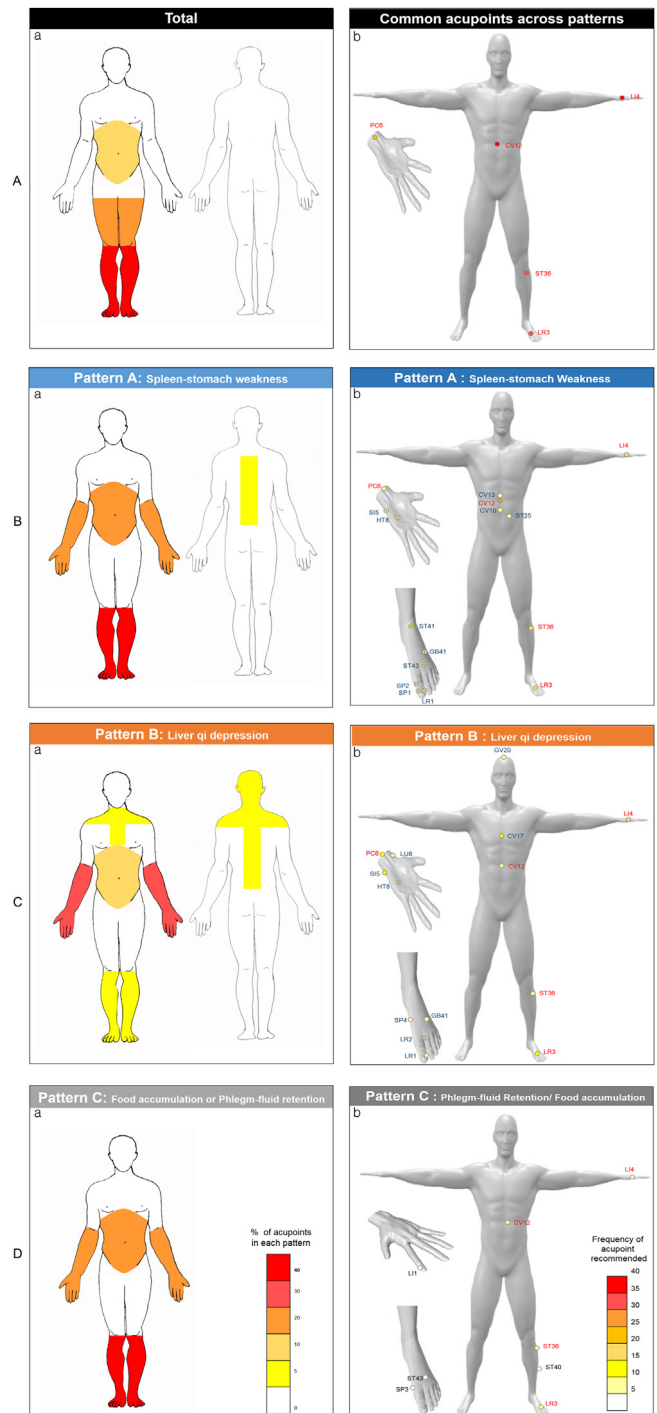 Total
a
Common acupoints across patterns
b
LI4
PC6
CV12
ST36
LR3
A
Pattern A: Spleen-stomach weakness
a
Pattern A : Spleen-stomach Weakness
b
LI4
PC6
SI5
HT8
CV13
CV12
CV10
ST25
ST41
GB41
ST43
SP2
SP1
LR1
ST36
LR3
B
Pattern B: Liver qi depression
a
Pattern B : Liver qi depression
b
GV20
LI4
CV17
PC6
LU8
SI5
HT8
CV12
ST36
SP4
GB41
LR2
LR1
LR3
C
Pattern C: Food accumulation or Phlegm-fluid retention
a
% of acupoints
in each pattern
40
30
20
10
5
0
Pattern C : Phlegm-fluid Retention/ Food accumulation
b
LI4
CV12
LI1
ST36
ST40
ST43
SP3
LR3
Frequency of
acupoint
recommended
40
35
30
25
20
15
10
5
D